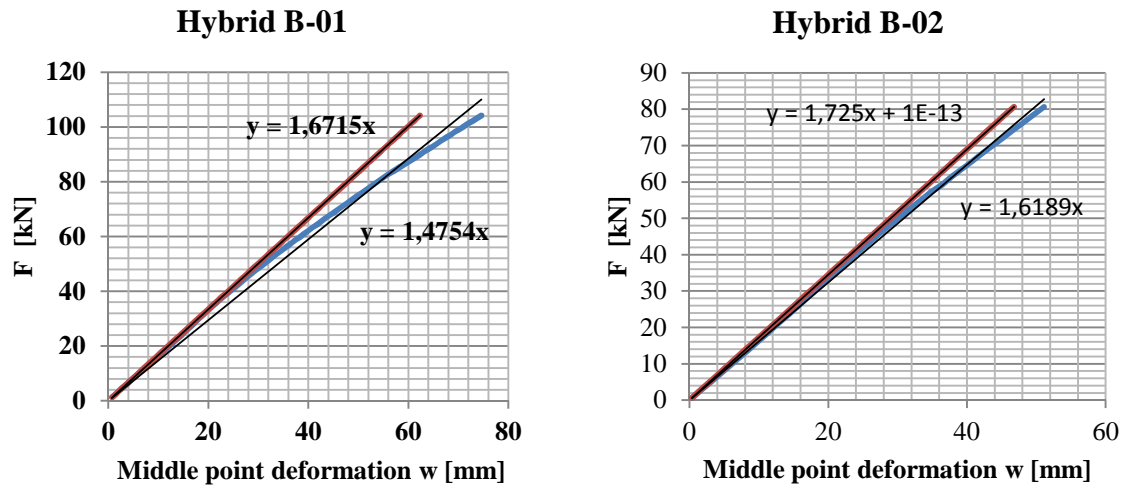 Hybrid B-01
120
100
80
60
40
20
0
y = 1,6715x
y = 1,4754x
F [kN]
0 20 40 60 80
Middle point deformation w [mm]
Hybrid B-02
90
80
70
60
50
40
30
20
10
0
y = 1,725x + 1E-13
y = 1,6189x
F [kN]
0 20 40 60
Middle point deformation w [mm]